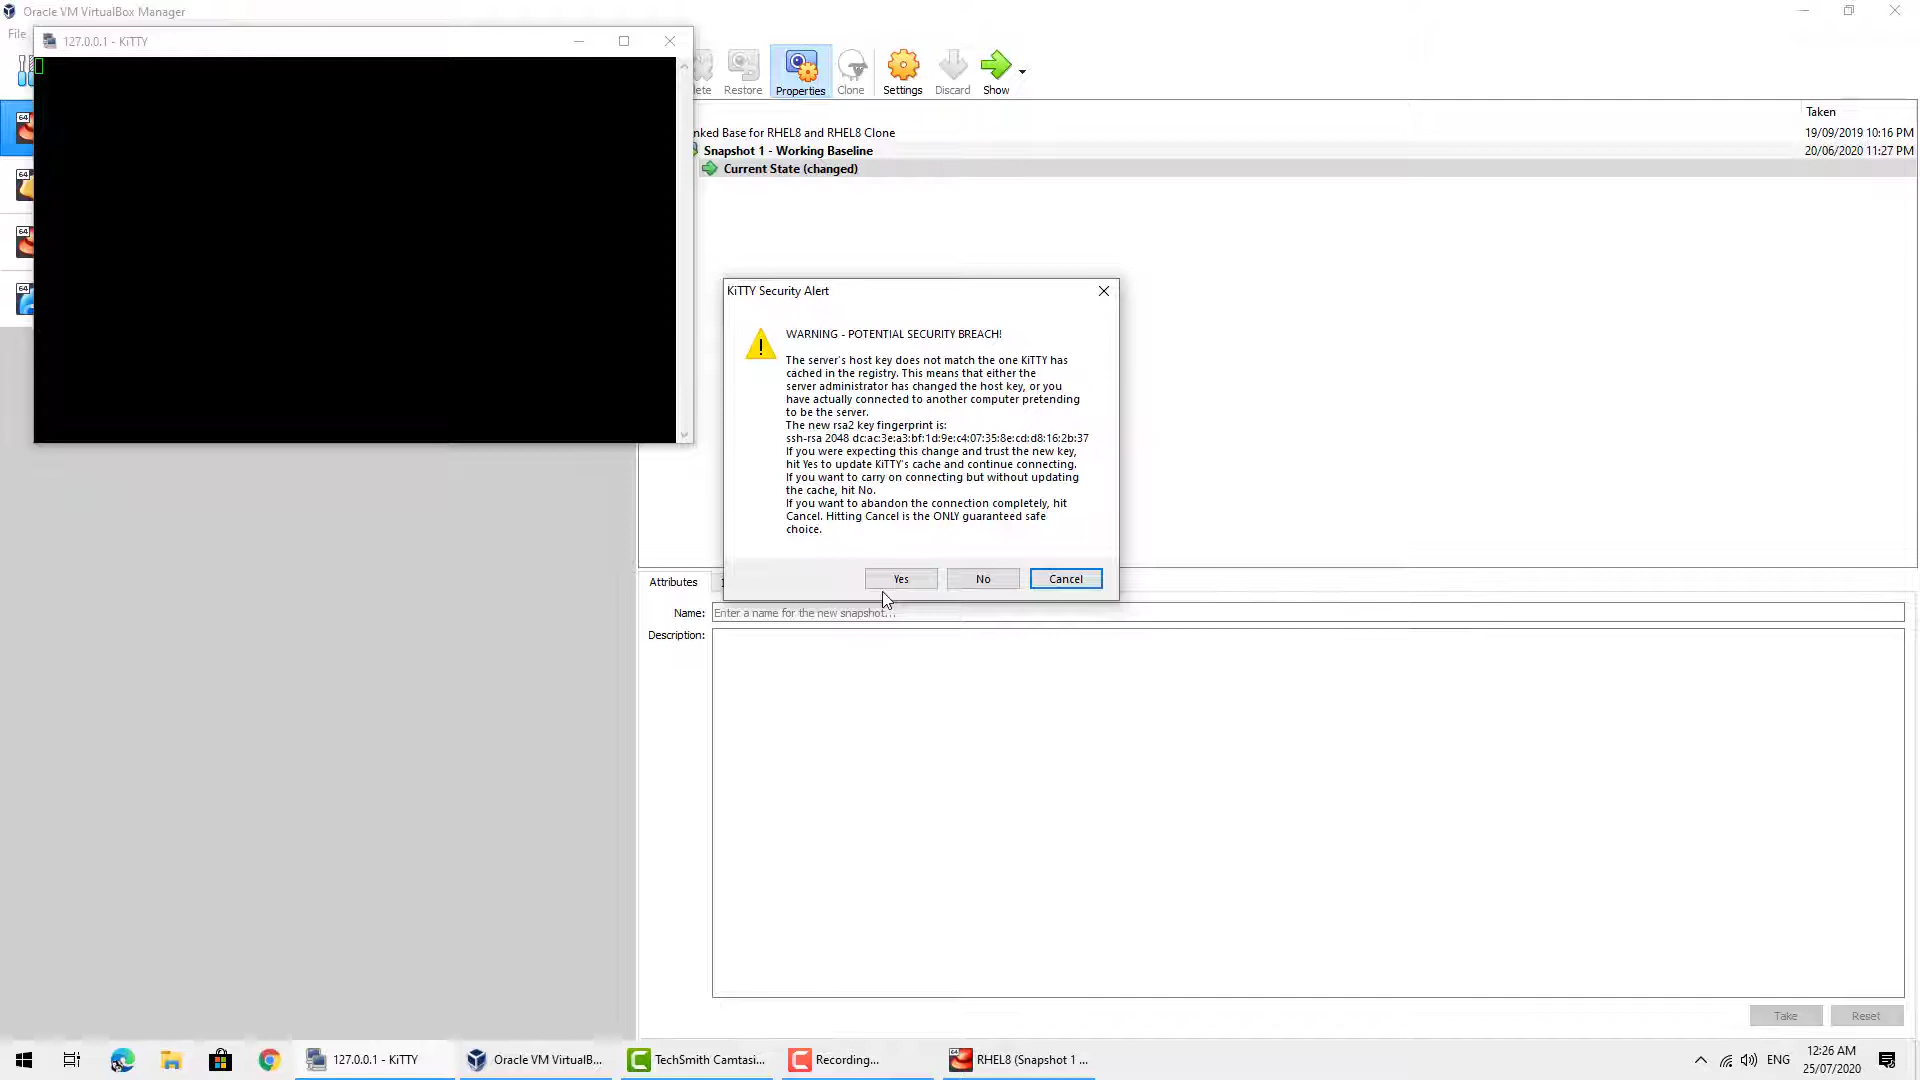 Oracle VM VirtualBox Manager
File
127.0.0.1 - KiTTY
Restore
Properties
Clone
Settings
Discard
Show
Taken
nked Base for RHEL8 and RHEL8 Clone
19/09/2019 10:16 PM
Snapshot 1 - Working Baseline
20/06/2020 11:27 PM
Current State (changed)
64
64
64
64
KiTTY Security Alert
WARNING - POTENTIAL SECURITY BREACH!
The server's host key does not match the one KiTTY has
cached in the registry. This means that either the
server administrator has changed the host key, or you
have actually connected to another computer pretending
to be the server.
The new rsa2 key fingerprint is:
ssh-rsa 2048 dc:ac:3e:a3:bf:1d:9e:c4:07:35:8e:cd:d8:16:2b:37
If you were expecting this change and trust the new key,
hit Yes to update KiTTY's cache and continue connecting.
If you want to carry on connecting but without updating
the cache, hit No.
If you want to abandon the connection completely, hit
Cancel. Hitting Cancel is the ONLY guaranteed safe
choice.
Yes
No
Cancel
Attributes
Name:
Enter a name for the new snapshot...
Description:
Take
Reset
127.0.0.1 - KiTTY
Oracle VM VirtualB...
TechSmith Camtasi...
Recording...
RHEL8 (Snapshot 1 ...
ENG
12:26 AM
25/07/2020